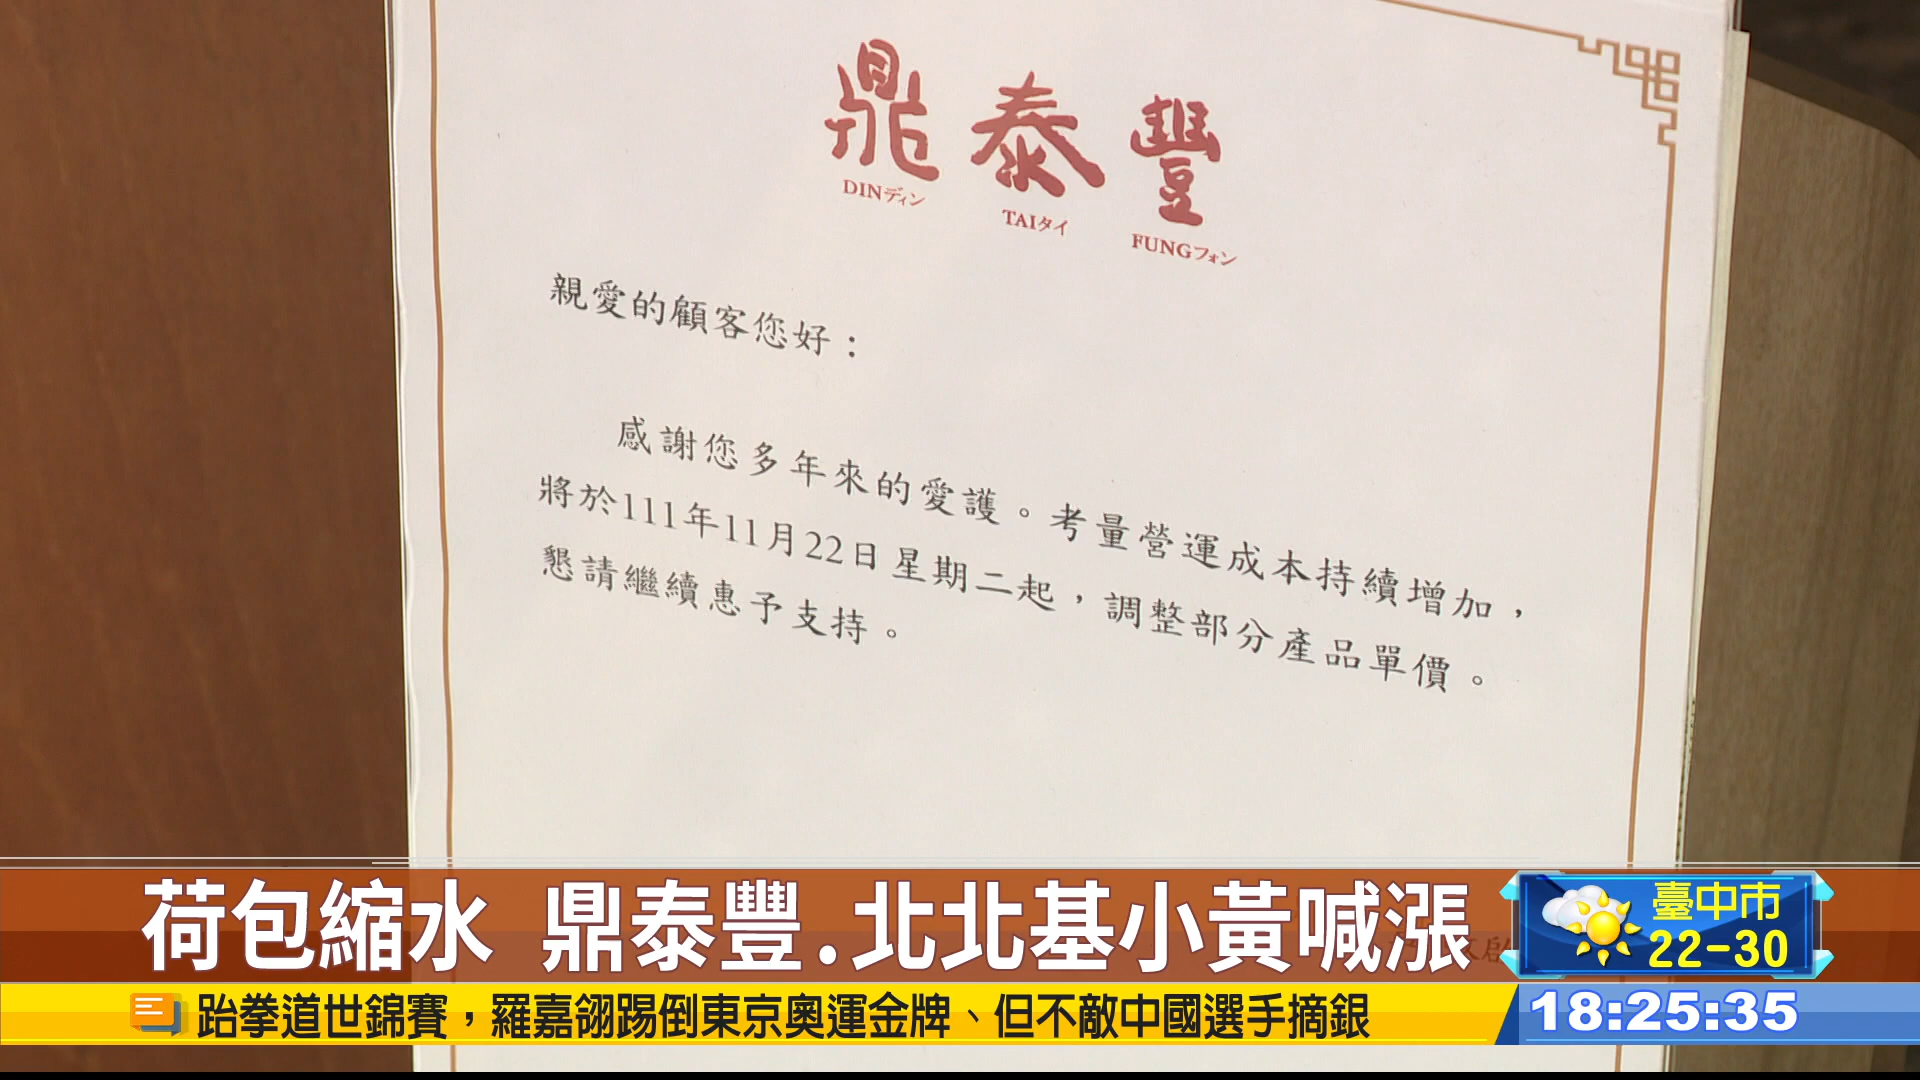 鼎泰豐
DINディン TAIタイ FUNGフォン
親愛的顧客您好：
感謝您多年來的愛護。考量營運成本持續增加，
將於111年11月22日星期二起，調整部分產品單價。
懇請繼續惠予支持。
荷包縮水 鼎泰豐.北北基小黃喊漲
臺中市
22-30
跆拳道世錦賽，羅嘉翎踢倒東京奧運金牌、但不敵中國選手摘銀
18:25:35